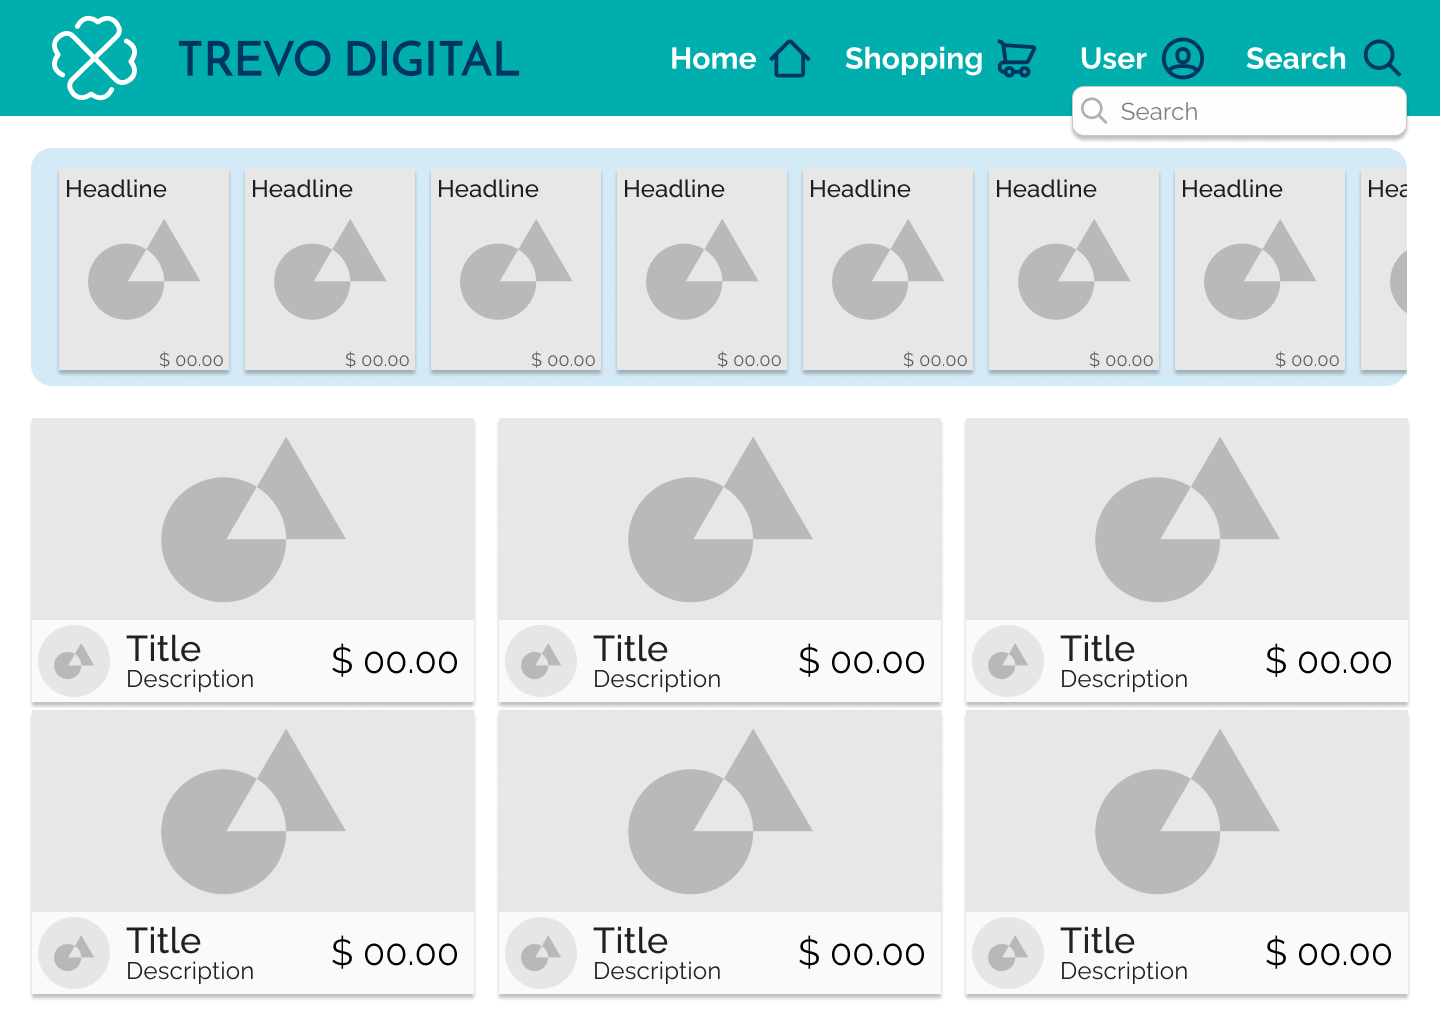 TREVO DIGITAL
Home
Shopping
User
Search
Search
Headline
Headline
Headline
Headline
Headline
Headline
Headline
Hea
$ 00.00
$ 00.00
$ 00.00
$ 00.00
$ 00.00
$ 00.00
$ 00.00
Title
Description
$ 00.00
Title
Description
$ 00.00
Title
Description
$ 00.00
Title
Description
$ 00.00
Title
Description
$ 00.00
Title
Description
$ 00.00